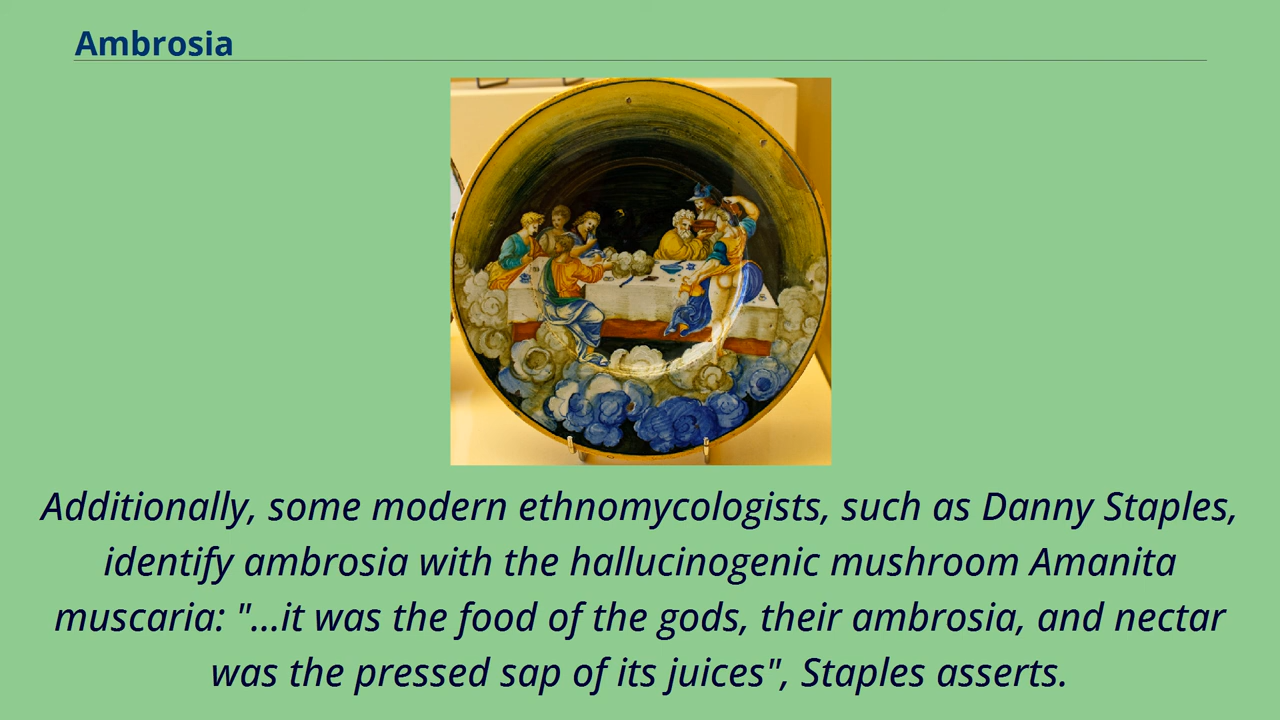 Ambrosia
Additionally, some modern ethnomycologists, such as Danny Staples,
identify ambrosia with the hallucinogenic mushroom Amanita
muscaria: "...it was the food of the gods, their ambrosia, and nectar
was the pressed sap of its juices", Staples asserts.